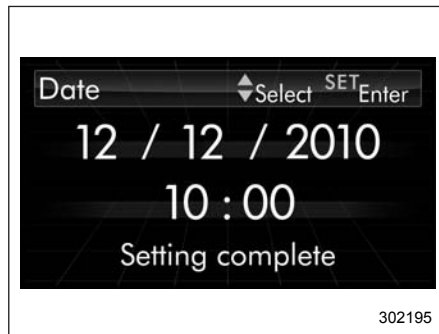 Date Select SET Enter
12 / 12 / 2010
10 : 00
Setting complete
302195